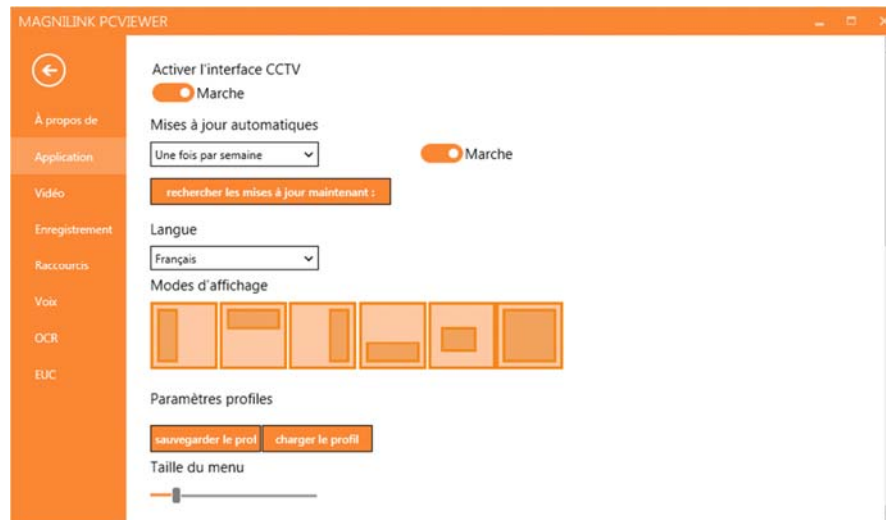 MAGNILINK PCVIEWER
À propos de
Application
Vidéo
Enregistrement
Raccourcis
Voix
OCR
EUC
Activer l'interface CCTV
Marche
Mises à jour automatiques
Une fois par semaine
Marche
rechercher les mises à jour maintenant :
Langue
Français
Modes d'affichage
Paramètres profiles
sauvegarder le prof
charger le profil
Taille du menu